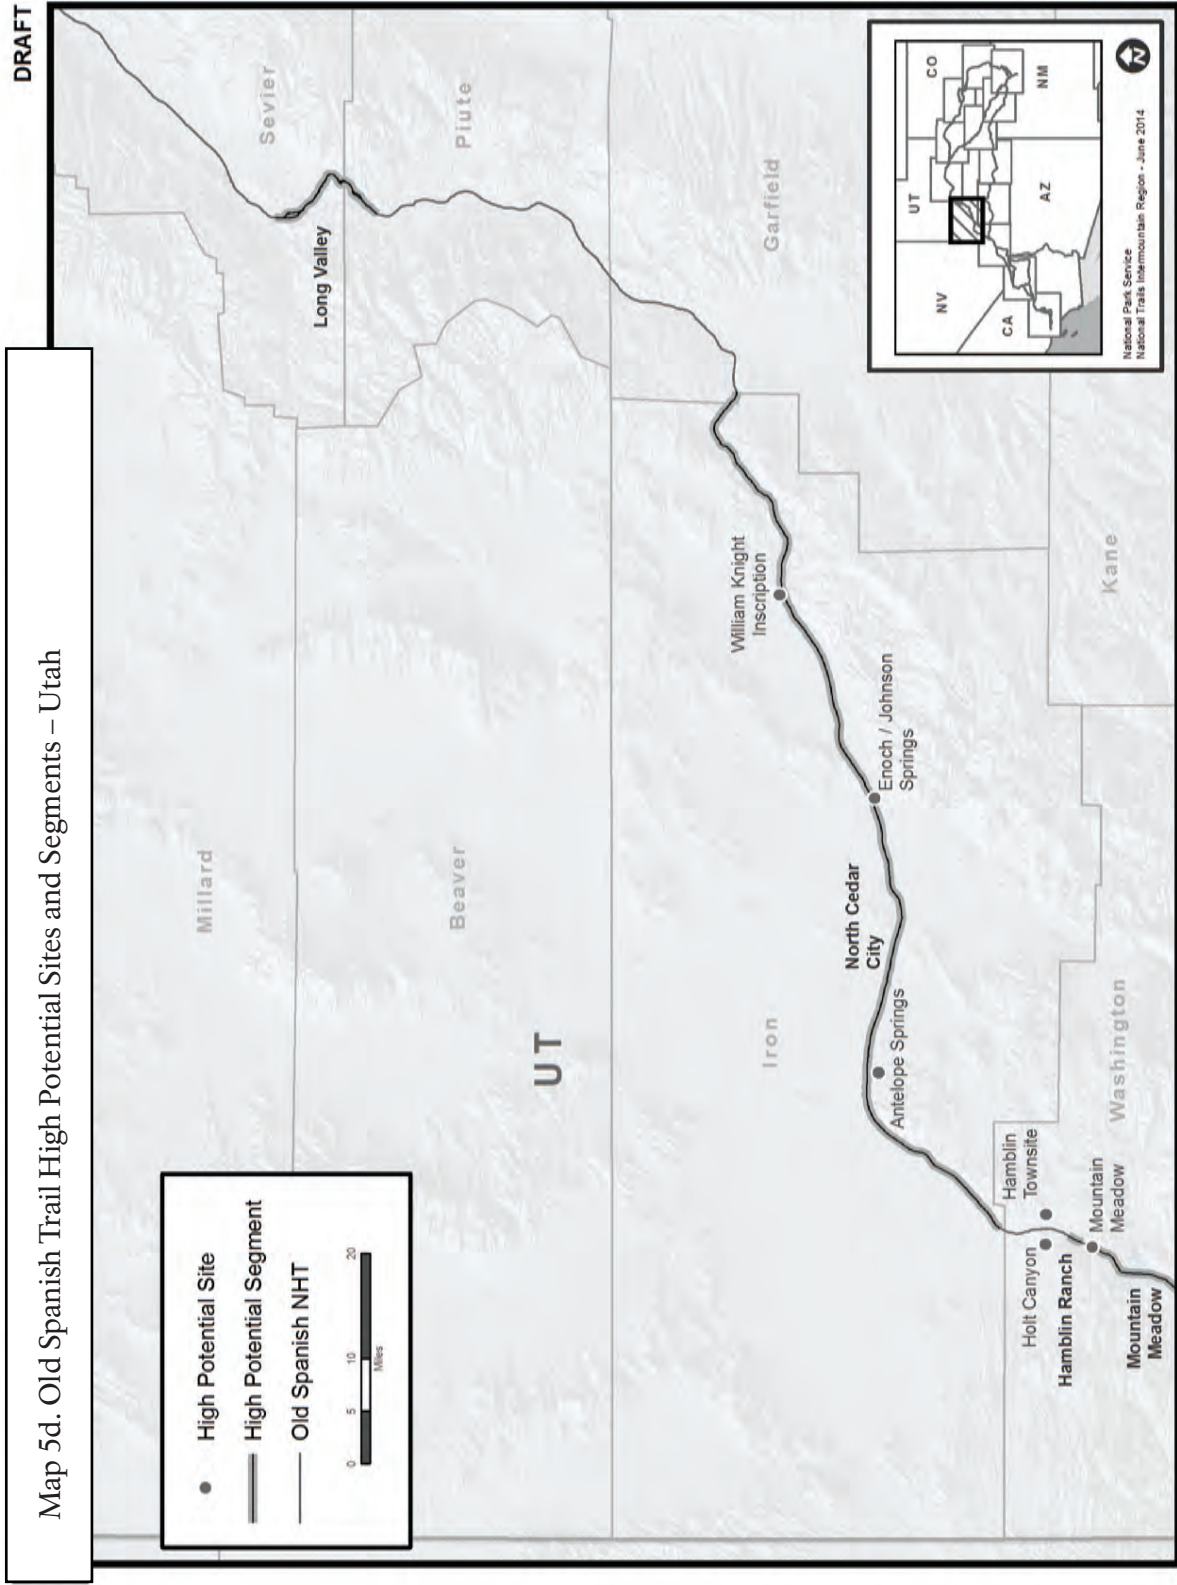 DRAFT
Map 5d. Old Spanish Trail High Potential Sites and Segments – Utah
High Potential Site
High Potential Segment
Old Spanish NHT
0 5 10 20
Miles
Millard
Beaver
UT
Iron
Washington
Kane
Garfield
Piute
Sevier
Long Valley
William Knight
Inscription
Enoch / Johnson
Springs
North Cedar
City
Antelope Springs
Hamblin
Townsite
Holt Canyon
Hamblin Ranch
Mountain
Meadow
Mountain
Meadow
NV
UT
CO
CA
AZ
NM
National Park Service
National Trails Intermountain Region - June 2014
N